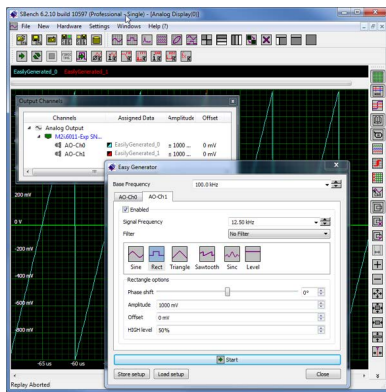 SBench 6.2.10 build 10597 (Professional - Single) - [Analog Display(0)]
File New Hardware Settings Windows Help (?)
EasilyGenerated_0 EasilyGenerated_1
Output Channels
Channels Assigned Data Amplitude Offset
Analog Output
M2i.6011-Exp SN...
AO-Ch0 EasilyGenerated_0 ± 1000 ... 0 mV
AO-Ch1 EasilyGenerated_1 ± 1000 ... 0 mV
Easy Generator
Base Frequency 100.0 kHz
AO-Ch0 AO-Ch1
Enabled
Signal Frequency 12.50 kHz
Filter No Filter
Sine Rect Triangle Sawtooth Sinc Level
Rectangle options
Phase shift 0°
Amplitude 1000 mV
Offset 0 mV
HIGH level 50%
Start
Store setup Load setup Close
200 mV
0 V
-200 mV
-400 mV
-600 mV
-800 mV
-65 us -60 us
Replay Aborted